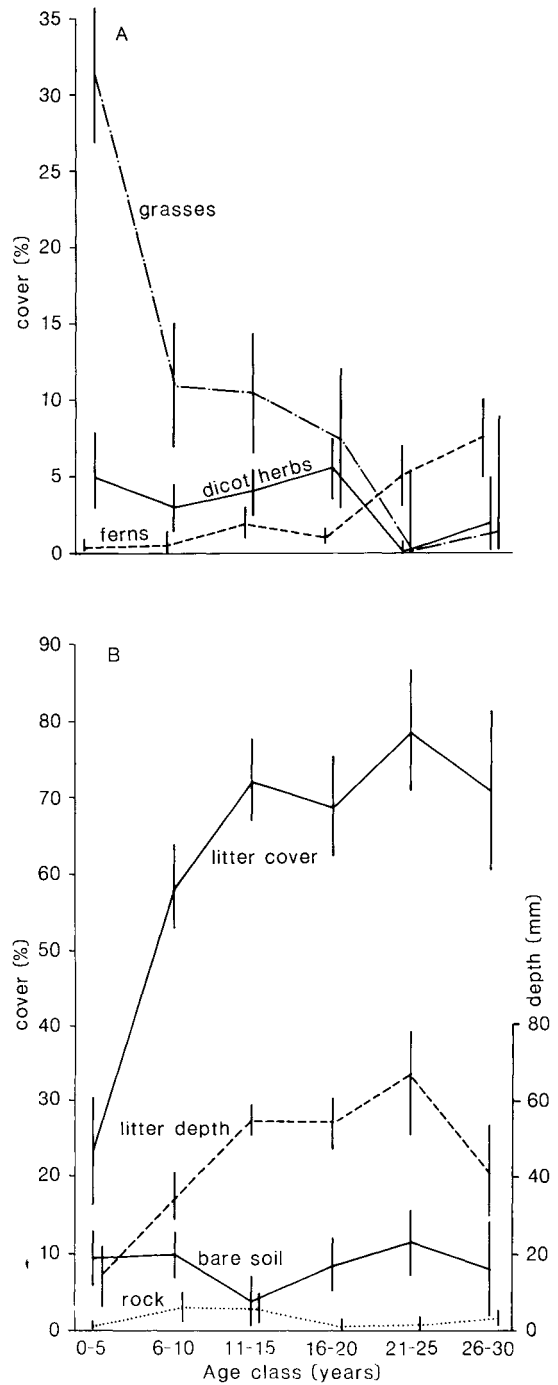 A
35
30
25
20
15
10
5
0
cover (%)
grasses
dicot herbs
ferns
B
90
80
70
60
50
40
30
20
10
0
cover (%)
litter cover
depth (mm)
80
60
40
20
0
litter depth
bare soil
rock
0-5 6-10 11-15 16-20 21-25 26-30
Age class (years)